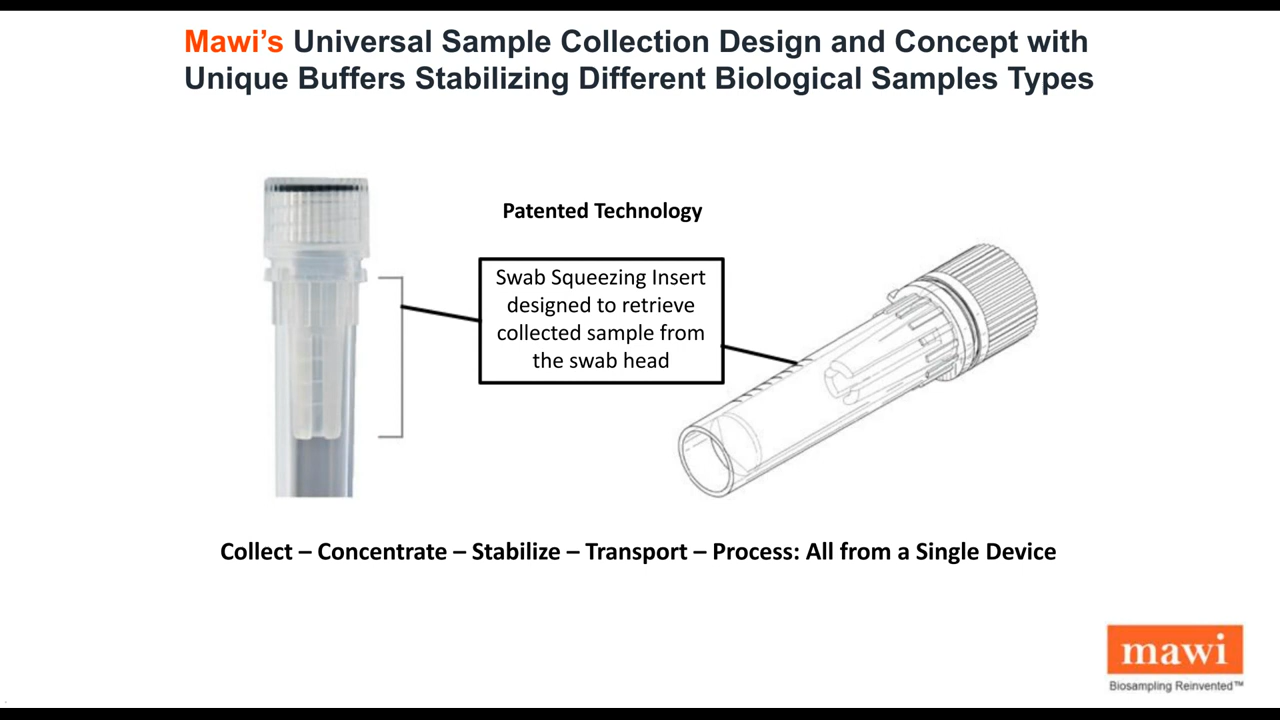 Mawi's Universal Sample Collection Design and Concept with
Unique Buffers Stabilizing Different Biological Samples Types
Patented Technology
Swab Squeezing Insert
designed to retrieve
collected sample from
the swab head
Collect – Concentrate – Stabilize – Transport – Process: All from a Single Device
mawi
Biosampling Reinvented™